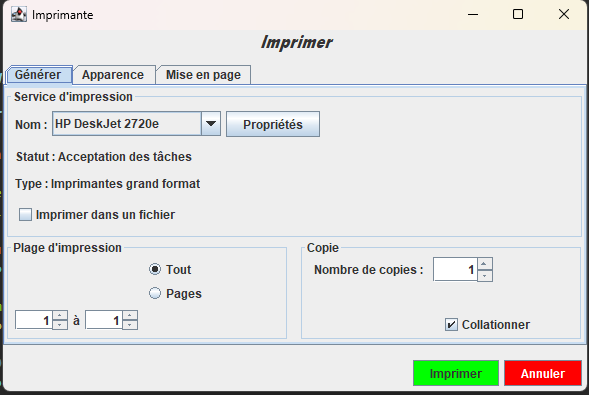 Imprimante
Imprimer
Générer Apparence Mise en page
Service d'impression
Nom : HP DeskJet 2720e Propriétés
Statut : Acceptation des tâches
Type : Imprimantes grand format
Imprimer dans un fichier
Plage d'impression
Tout
Pages
1 à 1
Copie
Nombre de copies : 1
Collationner
Imprimer Annuler